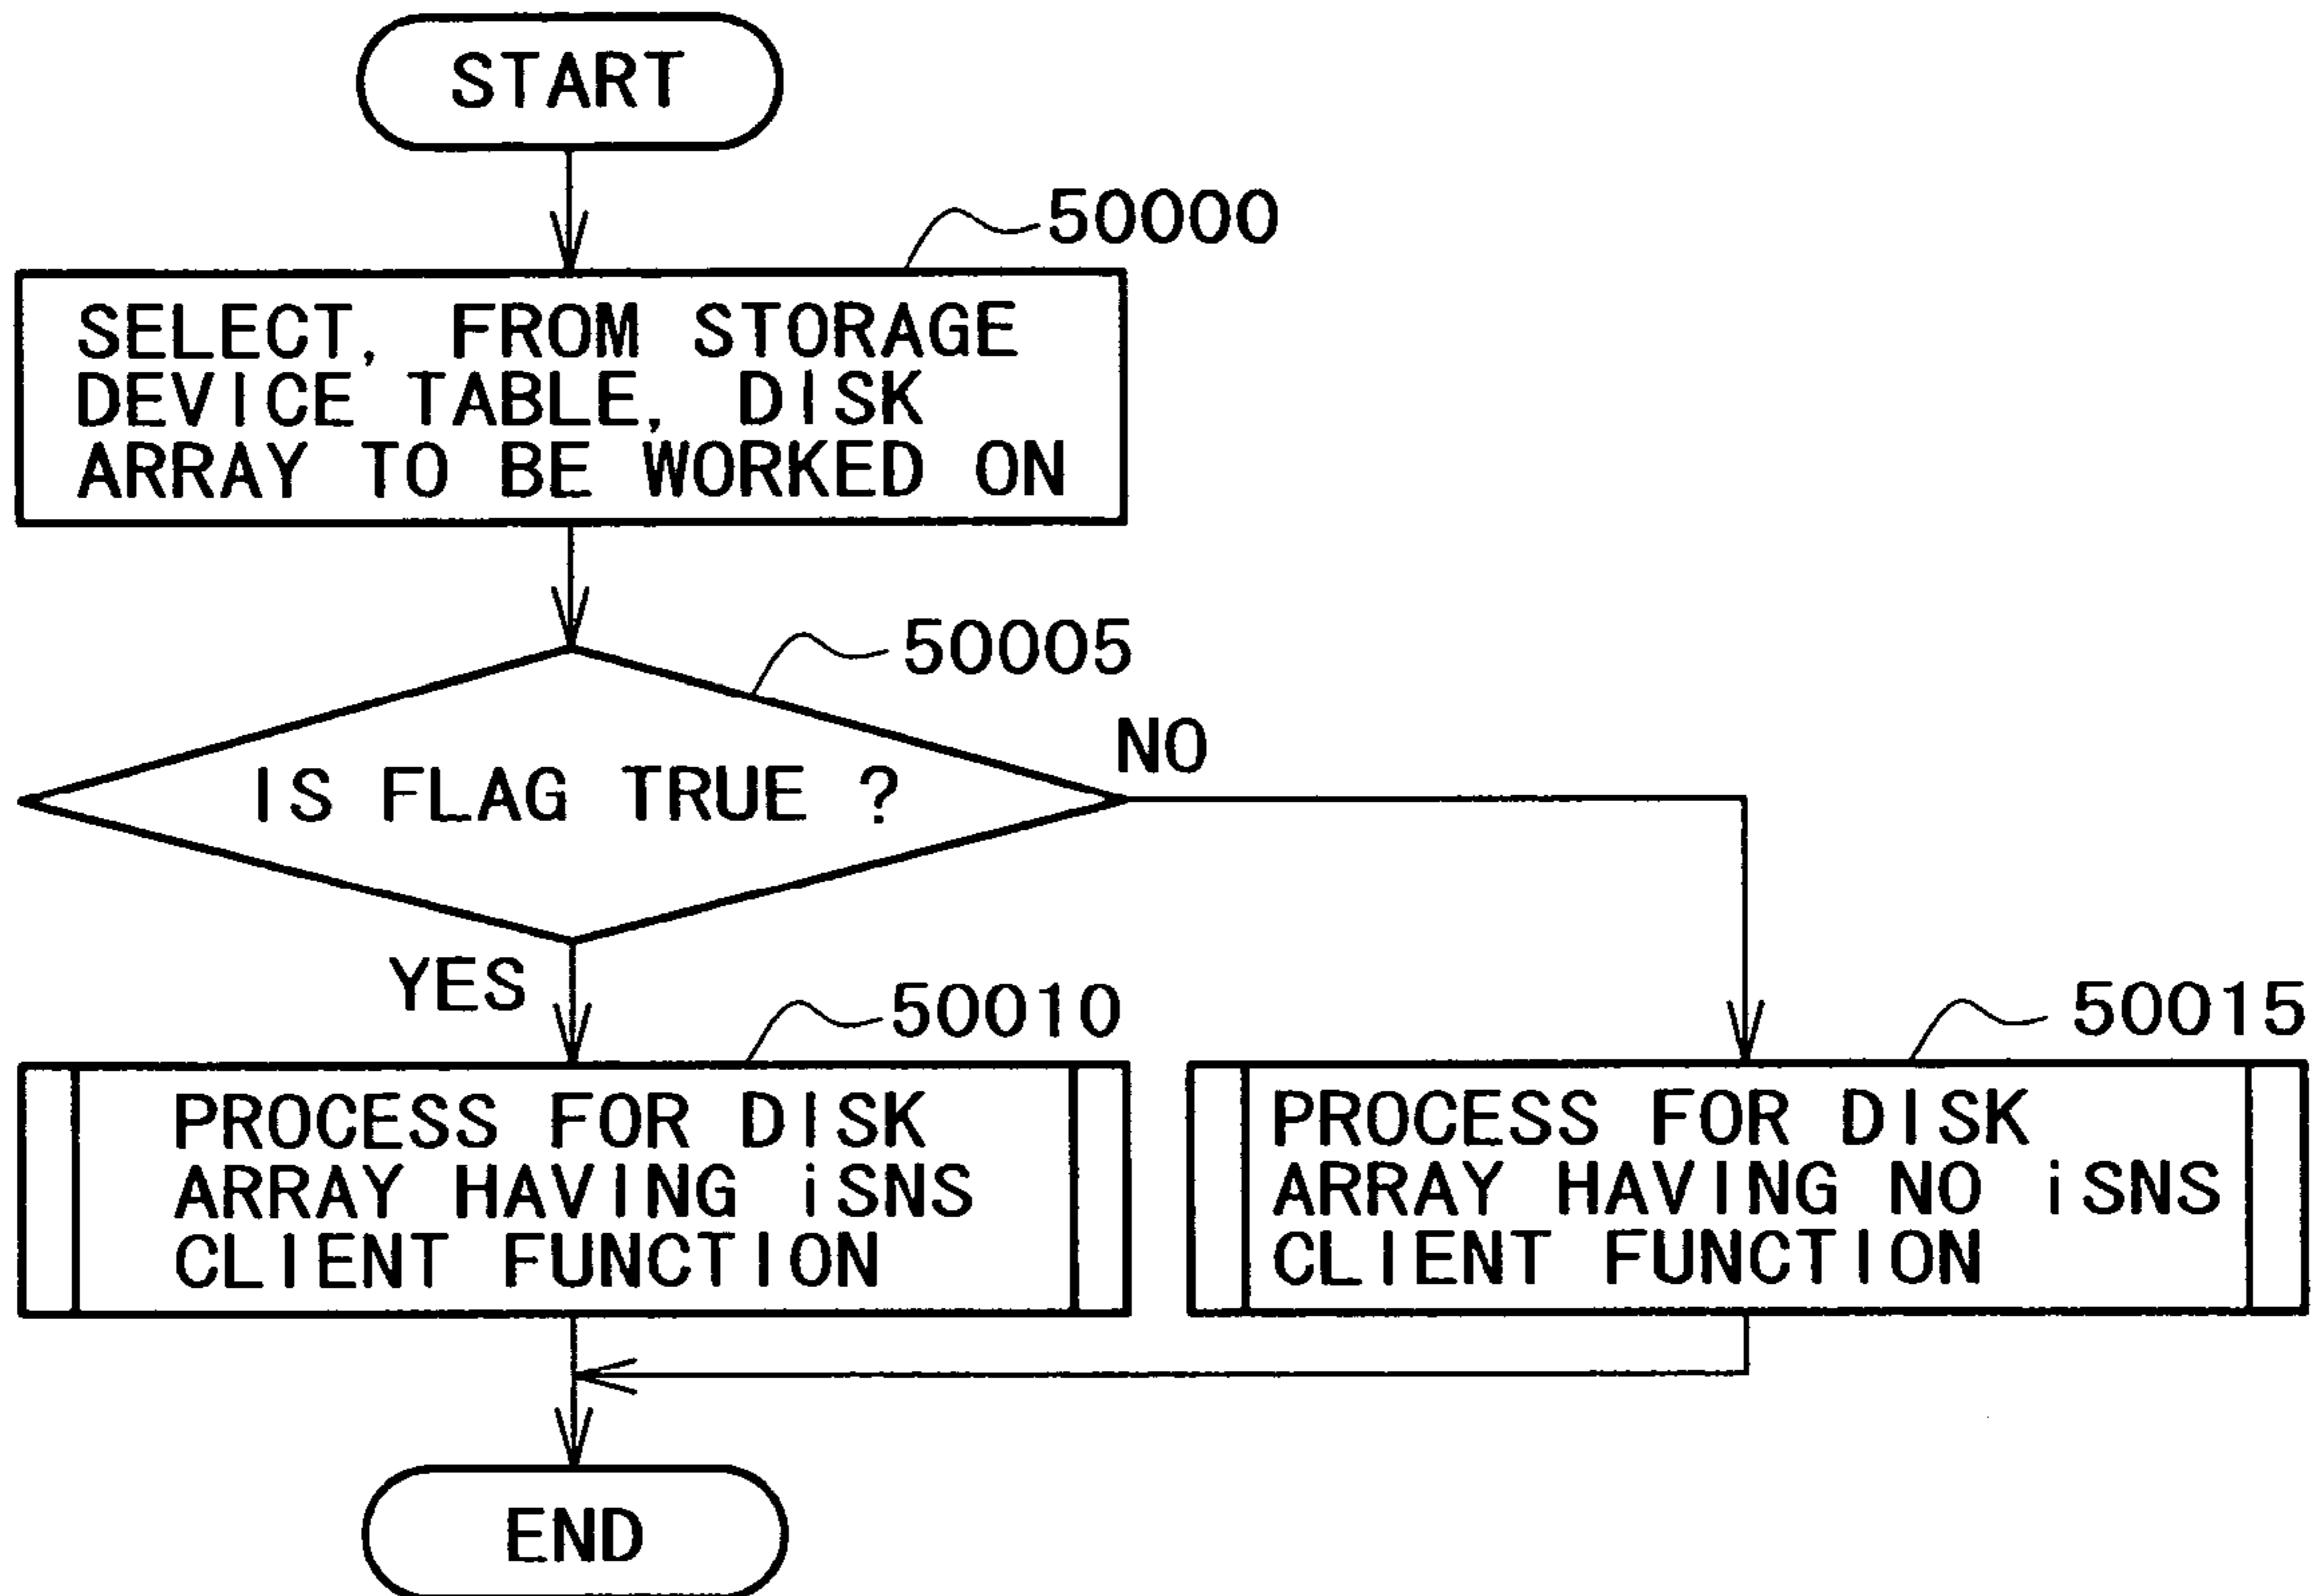 START
50000
SELECT, FROM STORAGE
DEVICE TABLE, DISK
ARRAY TO BE WORKED ON
50005
IS FLAG TRUE ?
NO
YES
50010
PROCESS FOR DISK
ARRAY HAVING iSNS
CLIENT FUNCTION
50015
PROCESS FOR DISK
ARRAY HAVING NO iSNS
CLIENT FUNCTION
END